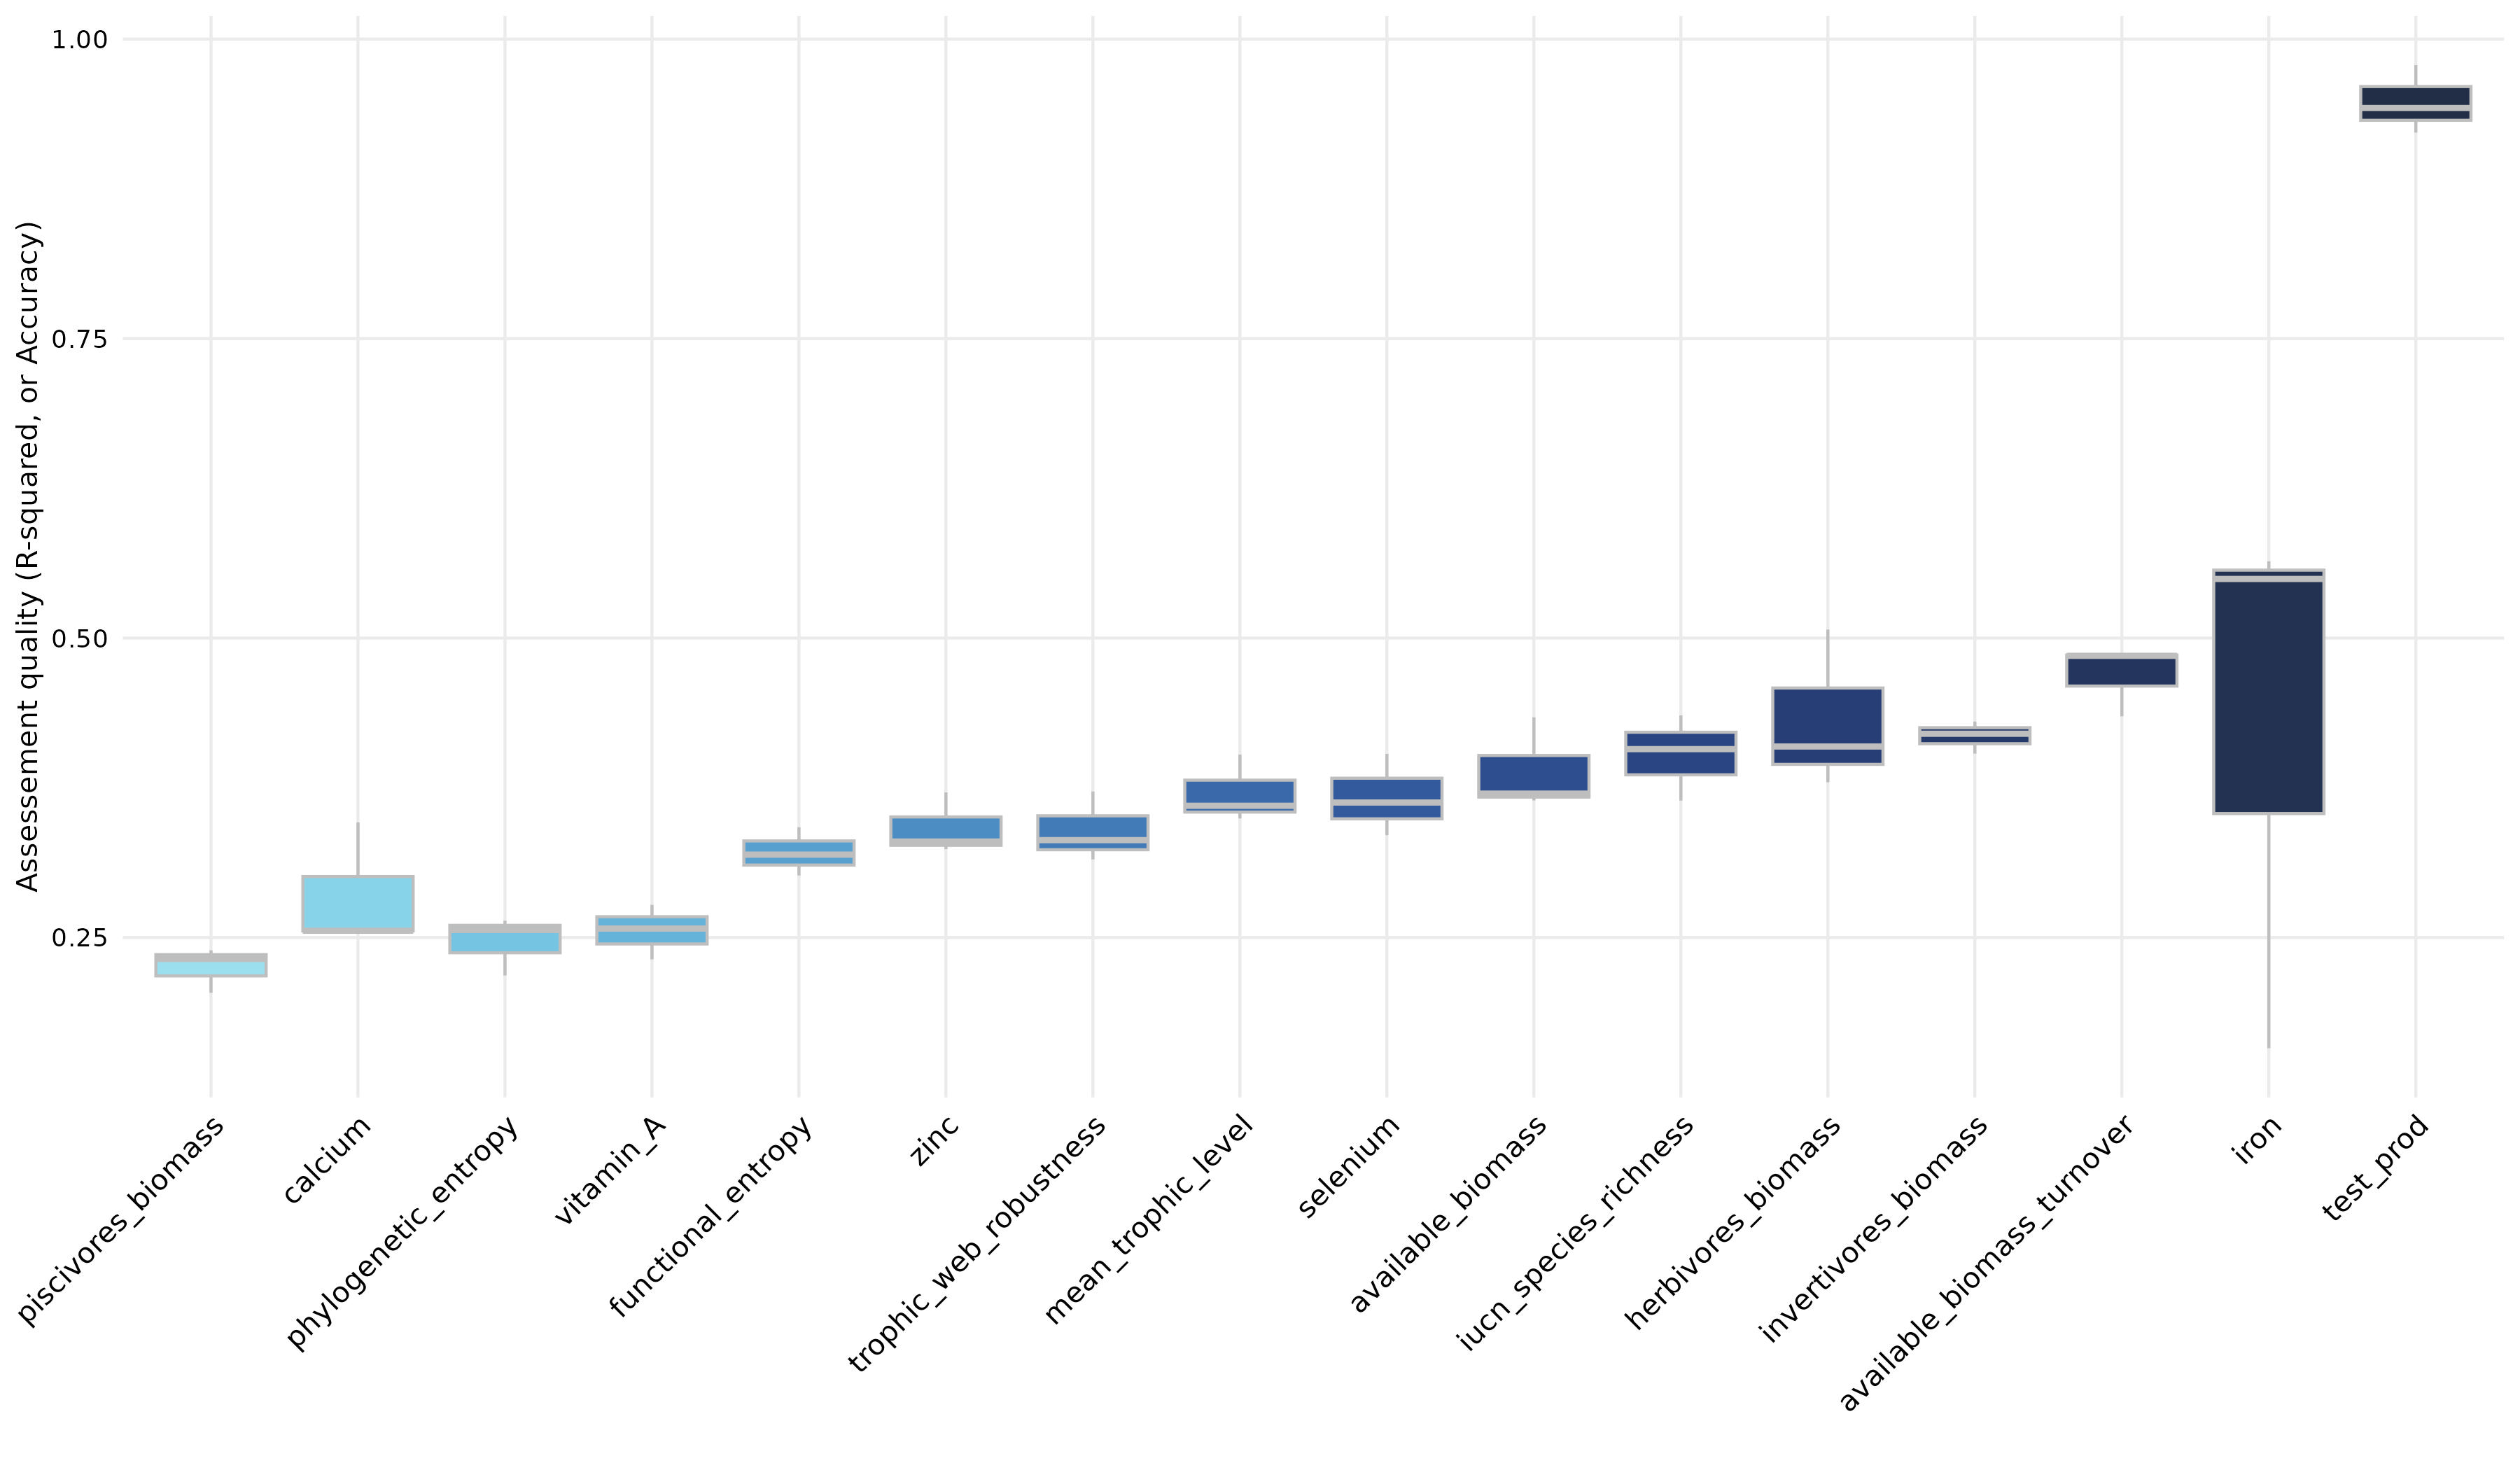 Assessement quality (R-squared, or Accuracy)
1.00
0.75
0.50
0.25
piscivores_biomass
calcium
phylogenetic_entropy
vitamin_A
functional_entropy
zinc
trophic_web_robustness
mean_trophic_level
selenium
available_biomass
iucn_species_richness
herbivores_biomass
invertivores_biomass
available_biomass_turnover
iron
test_prod